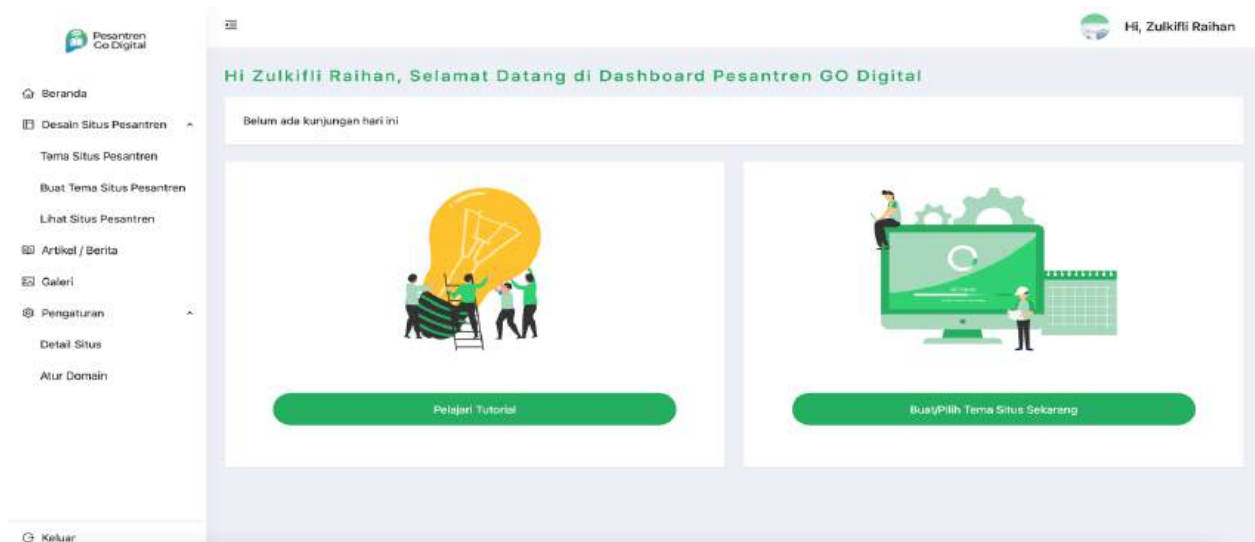 Pesantren
Go Digital
Hi, Zulkifli Raihan
Beranda
Desain Situs Pesantren
Tema Situs Pesantren
Buat Tema Situs Pesantren
Lihat Situs Pesantren
Artikel / Berita
Galeri
Pengaturan
Detail Situs
Atur Domain
Keluar
Hi Zulkifli Raihan, Selamat Datang di Dashboard Pesantren GO Digital
Belum ada kunjungan hari ini
Pelajari Tutorial
Buat/Pilih Tema Situs Sekarang